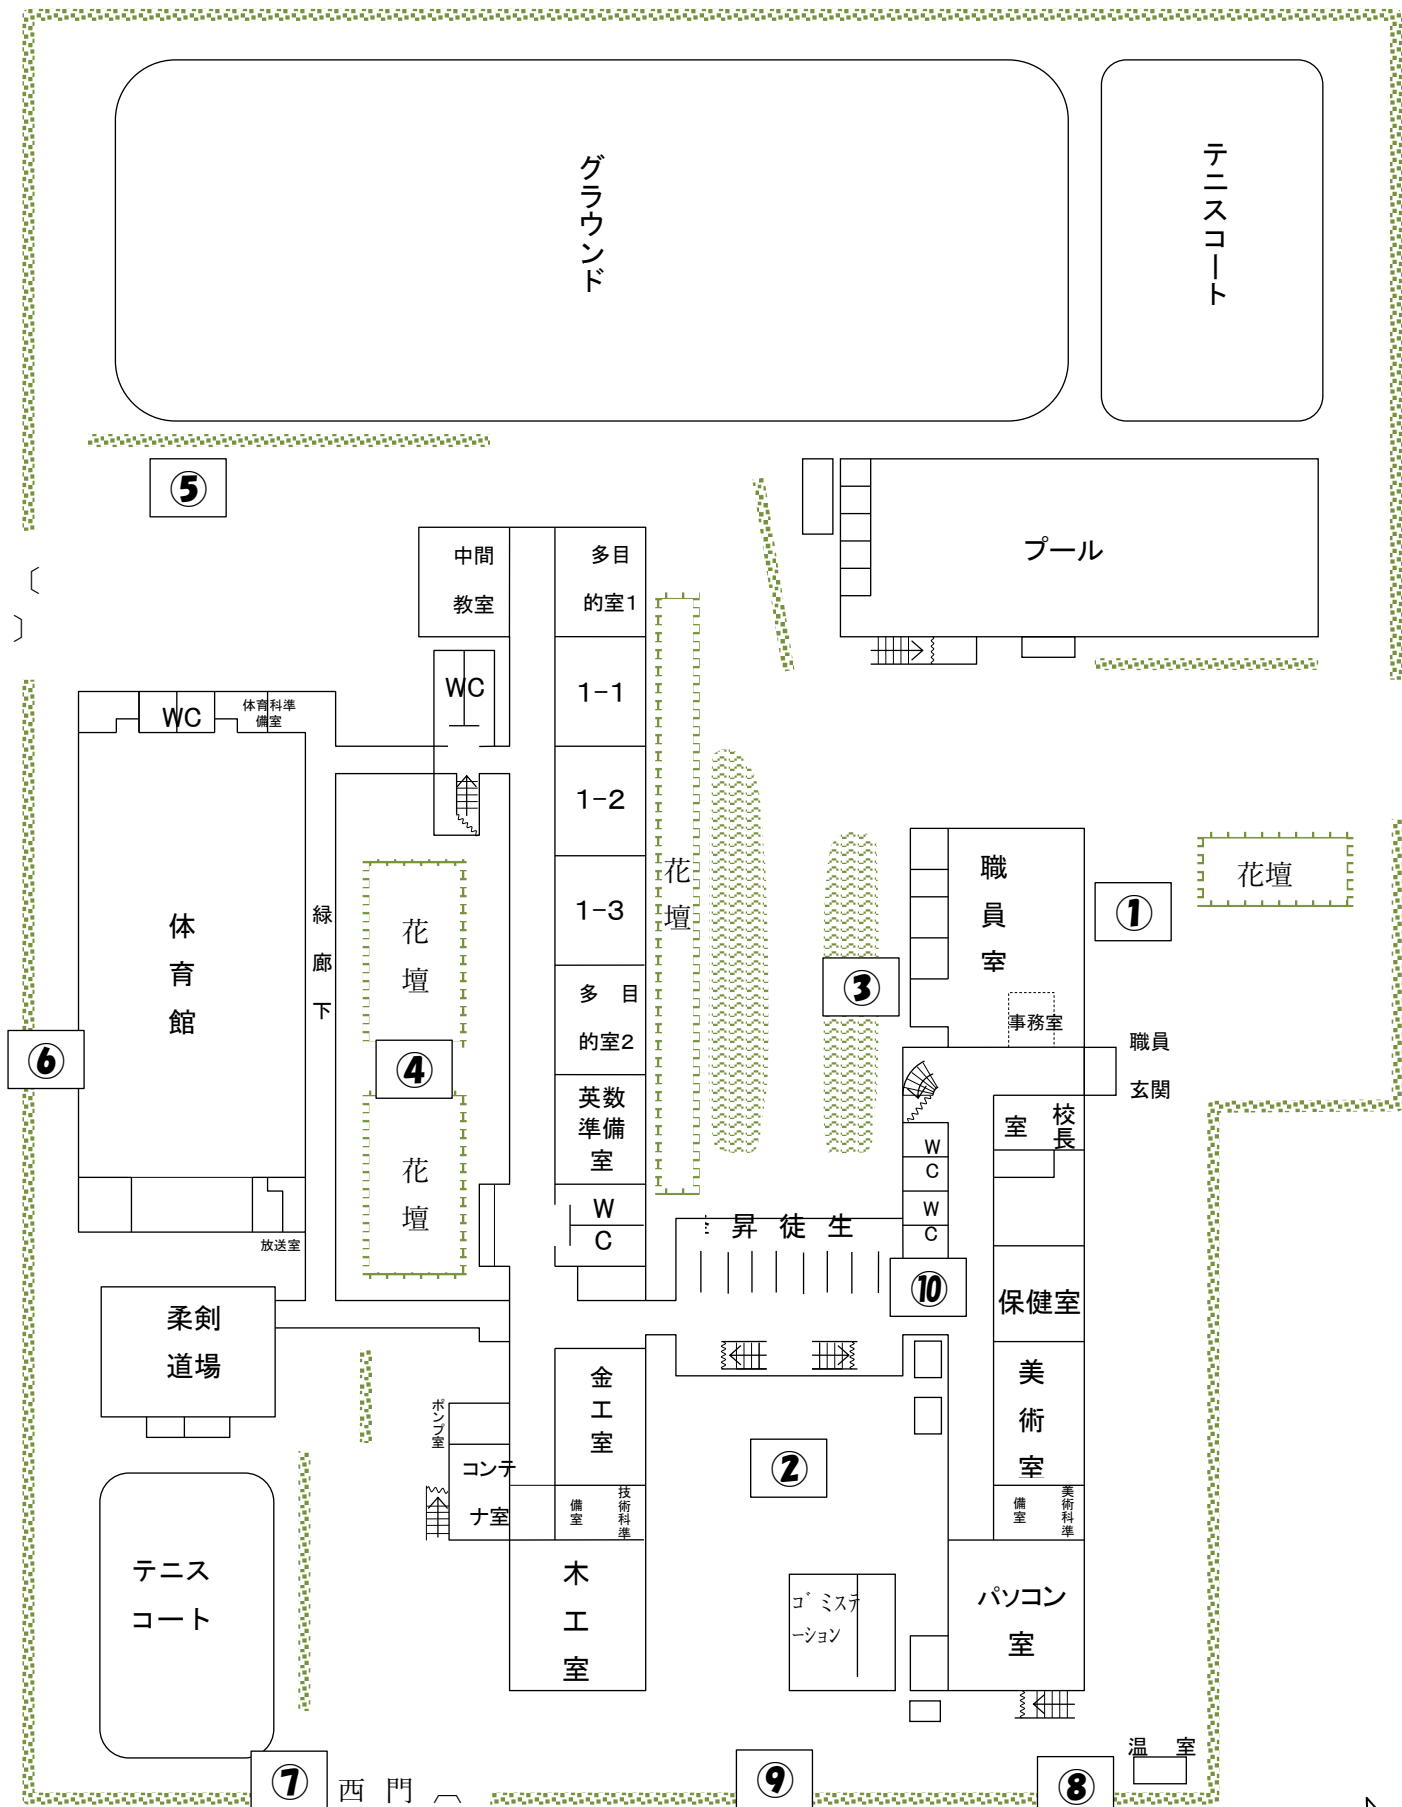 グラウンド
テニスコート
⑤
プール
中間
教室
多目
的室1
WC
1-1
WC
体育科準
備室
1-2
1-3
花壇
職員室
①
花壇
体育館
緑廊下
花壇
③
多 目
的室2
事務室
職員
玄関
⑥
④
英数
準備
室
校長
室
花壇
W
C
W
C
W
C
生徒昇
放送室
⑩
保健室
柔剣
道場
金工室
美術室
ポンプ室
コンテ
ナ室
②
技術科準
備室
美術科準
備室
テニス
コート
木工室
ゴミステ
ーション
パソコン
室
温 室
⑦
西 門
⑨
⑧